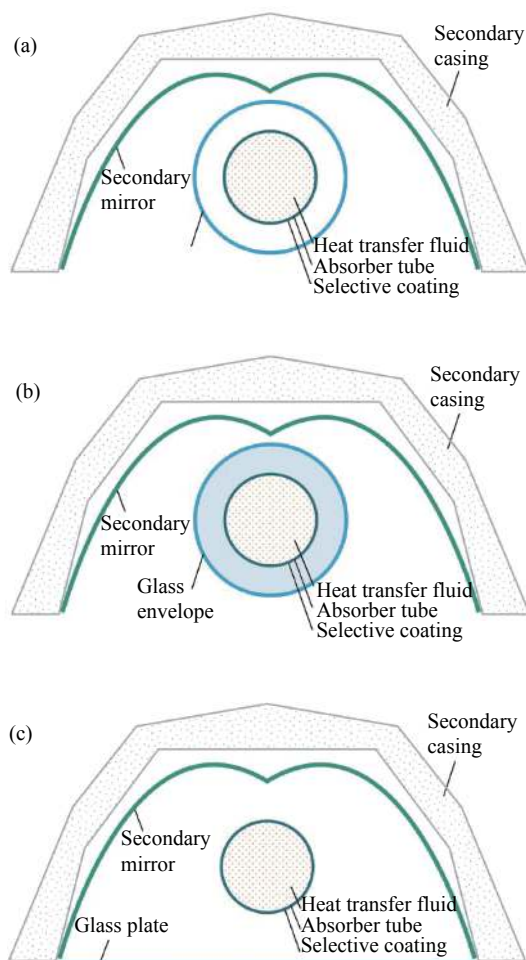 (a)
Secondary
casing
Secondary
mirror
Heat transfer fluid
Absorber tube
Selective coating
(b)
Secondary
casing
Secondary
mirror
Glass
envelope
Heat transfer fluid
Absorber tube
Selective coating
(c)
Secondary
casing
Secondary
mirror
Heat transfer fluid
Absorber tube
Glass plate
Selective coating